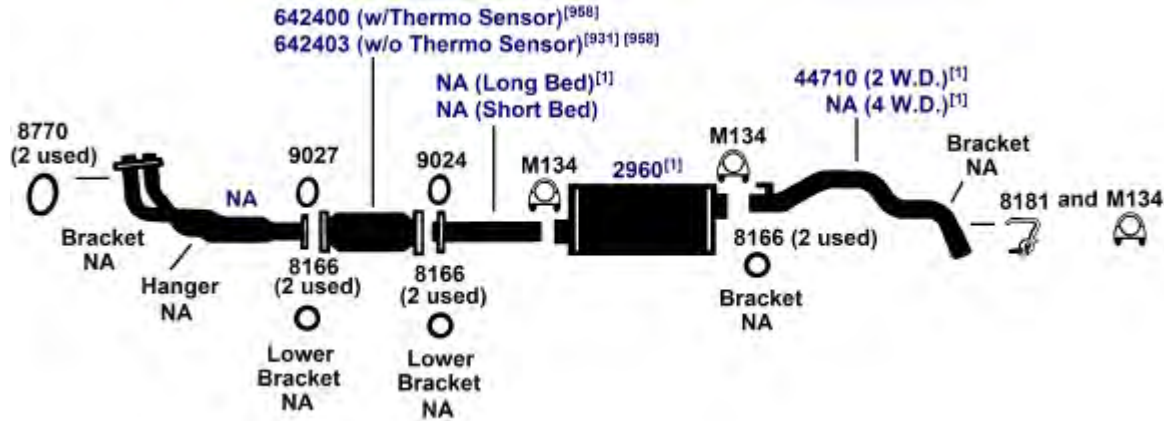 642400 (w/Thermo Sensor)[958]
642403 (w/o Thermo Sensor)[931] [958]
NA (Long Bed)[1]
NA (Short Bed)
44710 (2 W.D.)[1]
NA (4 W.D.)[1]
8770
(2 used)
9027
9024
M134
2960[1]
M134
Bracket
NA
8181 and M134
NA
Bracket
NA
Hanger
NA
8166
(2 used)
Lower
Bracket
NA
8166
(2 used)
Lower
Bracket
NA
8166 (2 used)
Bracket
NA